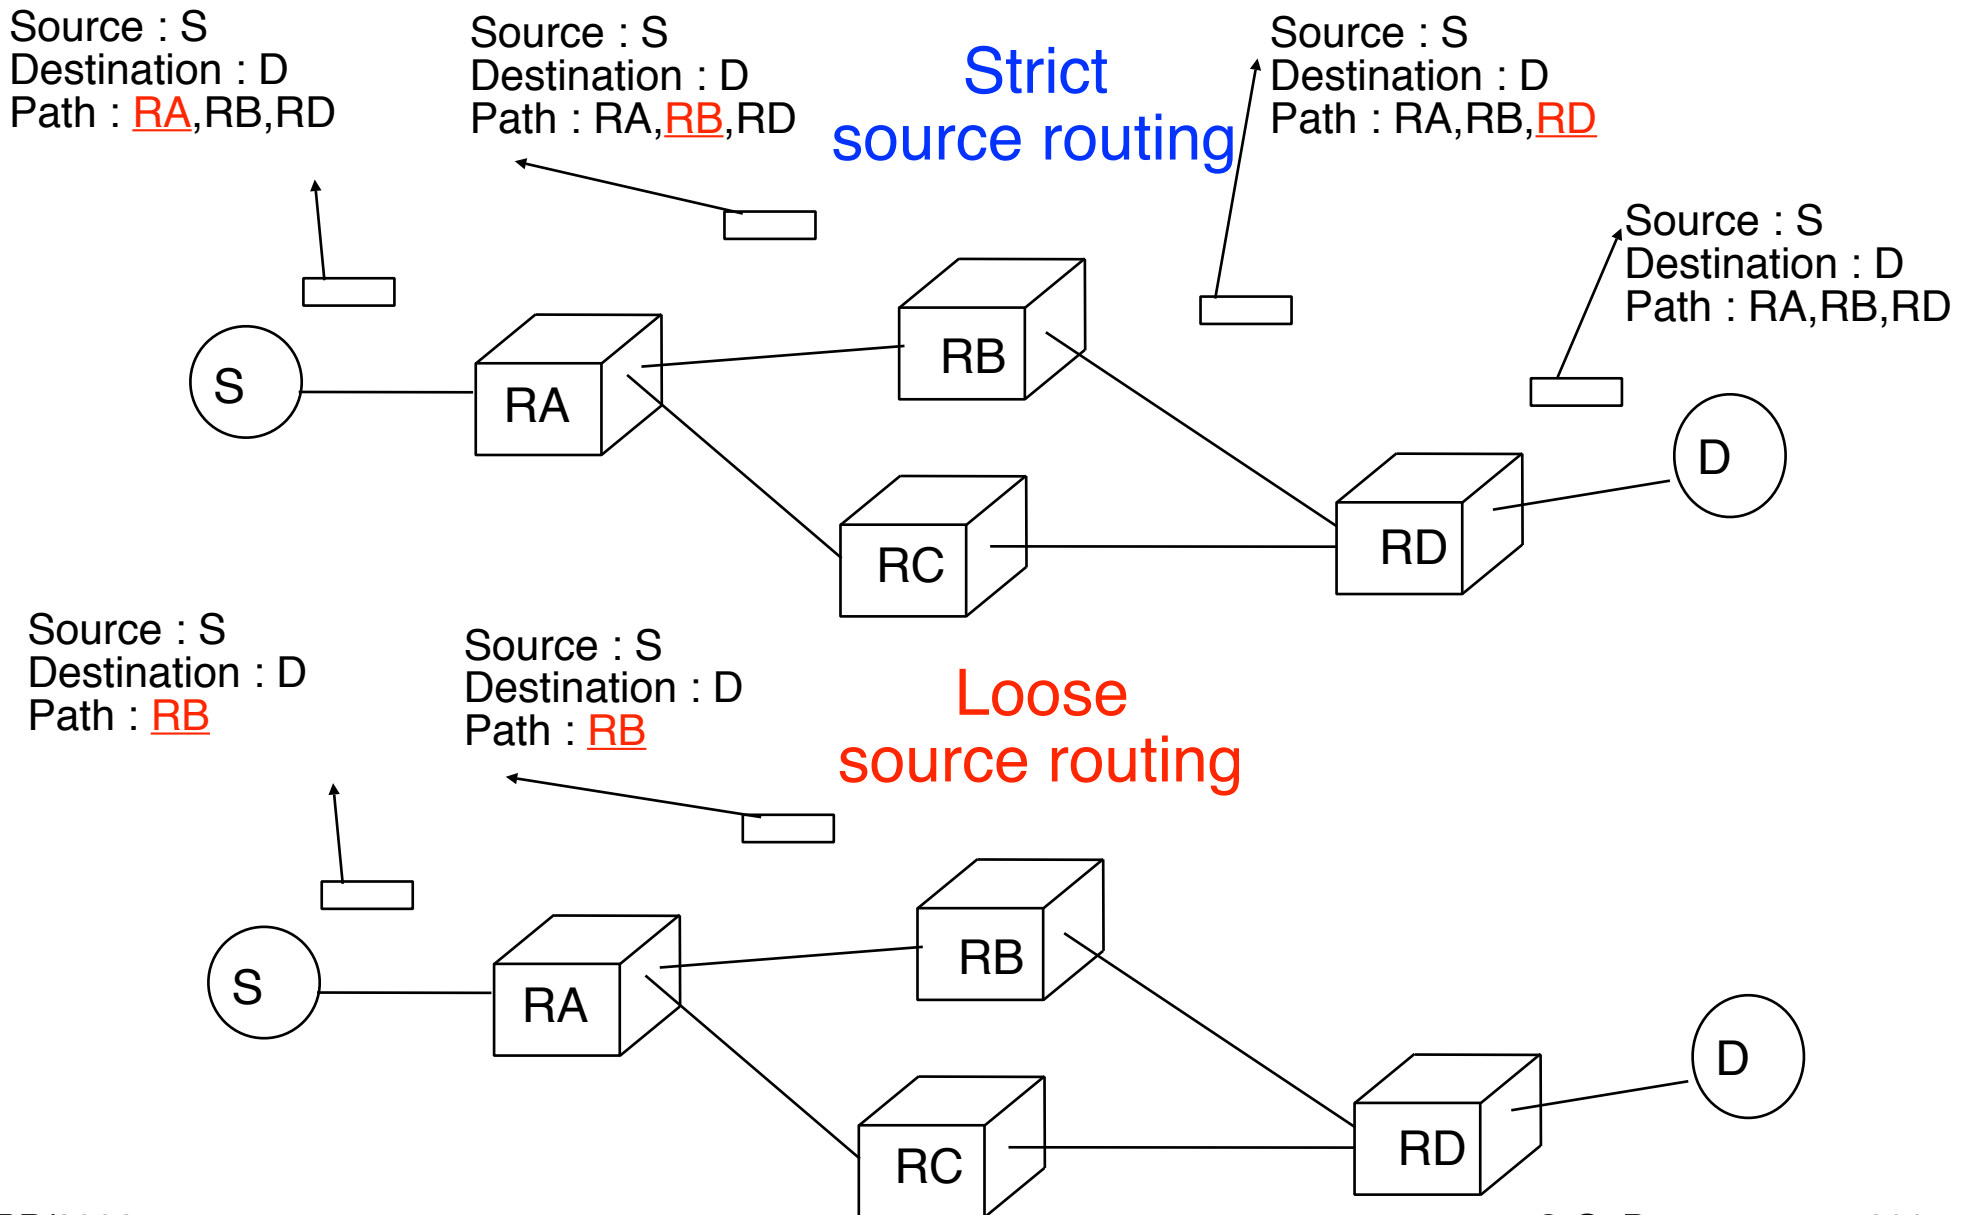 Source : S
Destination : D
Path : RA,RB,RD
Source : S
Destination : D
Path : RA,RB,RD
Strict
source routing
Source : S
Destination : D
Path : RA,RB,RD
Source : S
Destination : D
Path : RA,RB,RD
S
RA
RB
RC
RD
D
Source : S
Destination : D
Path : RB
Source : S
Destination : D
Path : RB
Loose
source routing
S
RA
RB
RC
RD
D